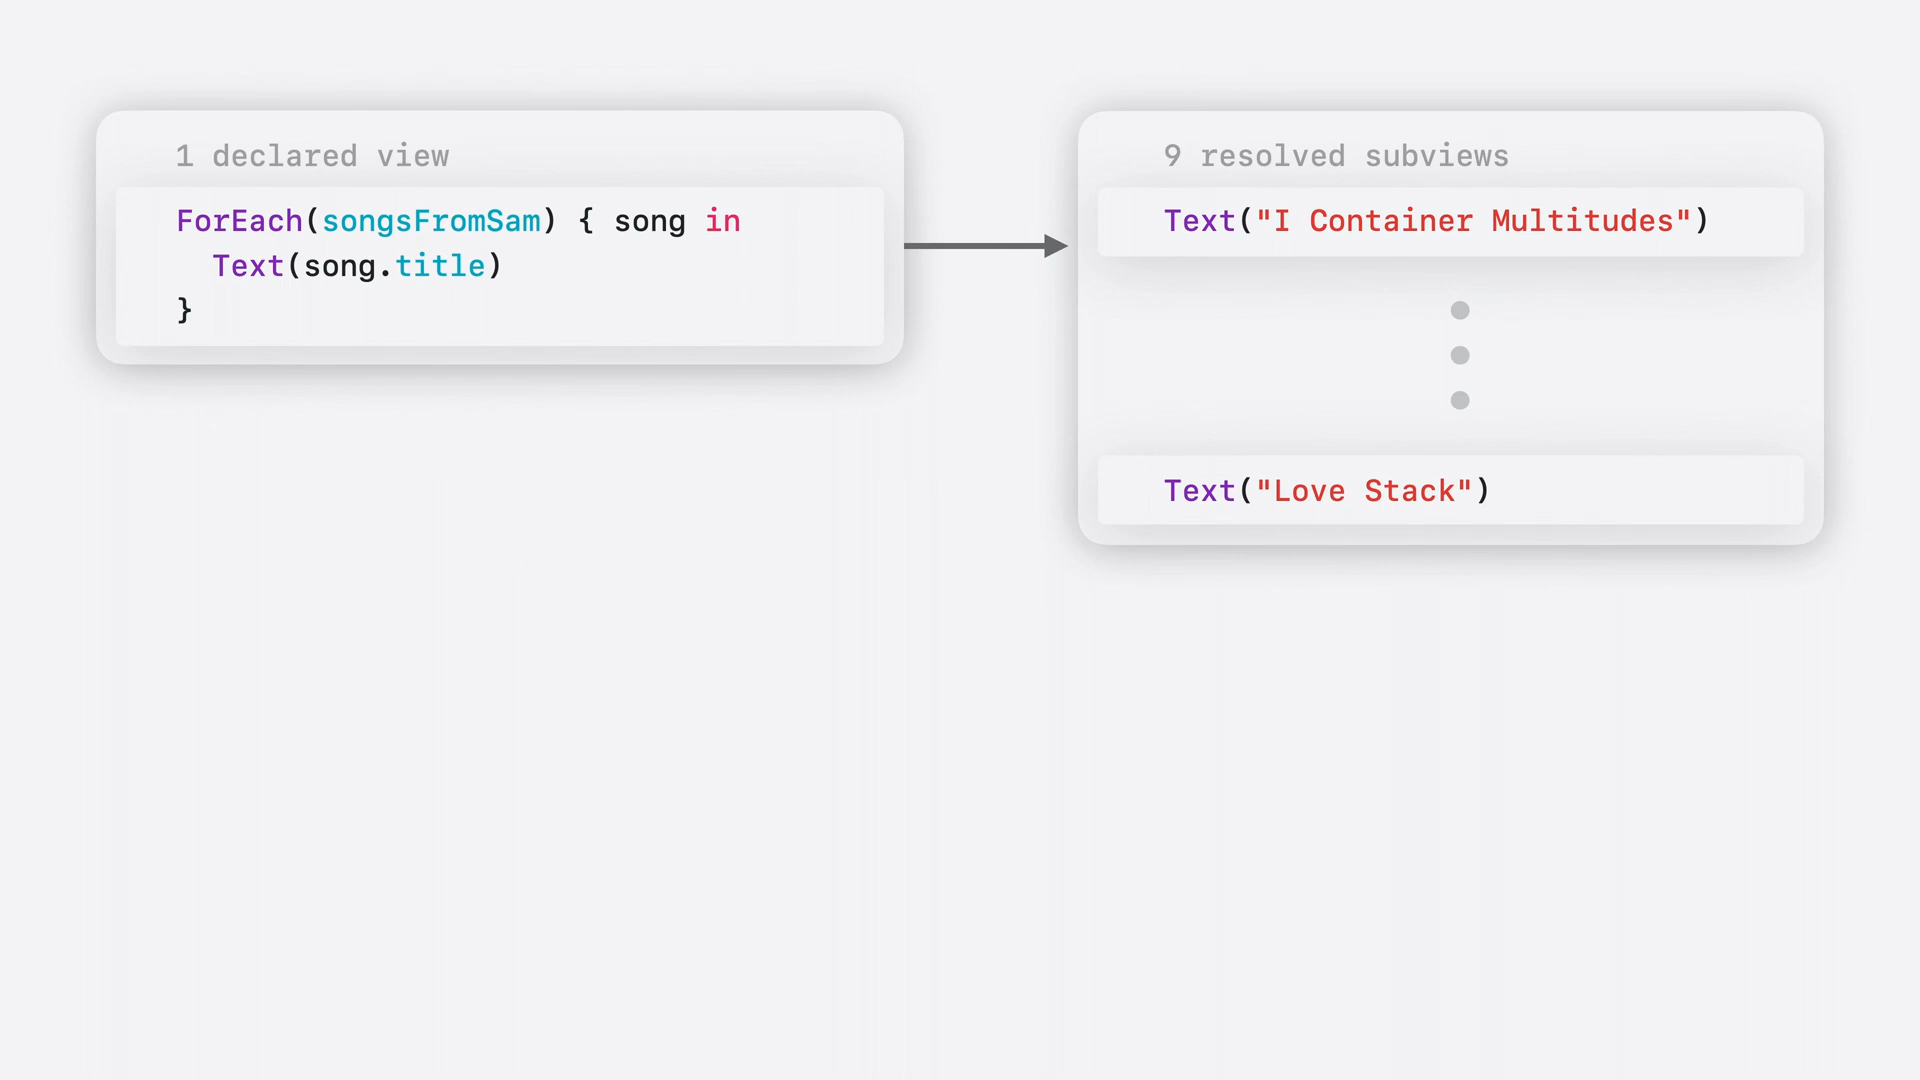 1 declared view
ForEach(songsFromSam) { song in
  Text(song.title)
}
9 resolved subviews
Text("I Container Multitudes")
Text("Love Stack")